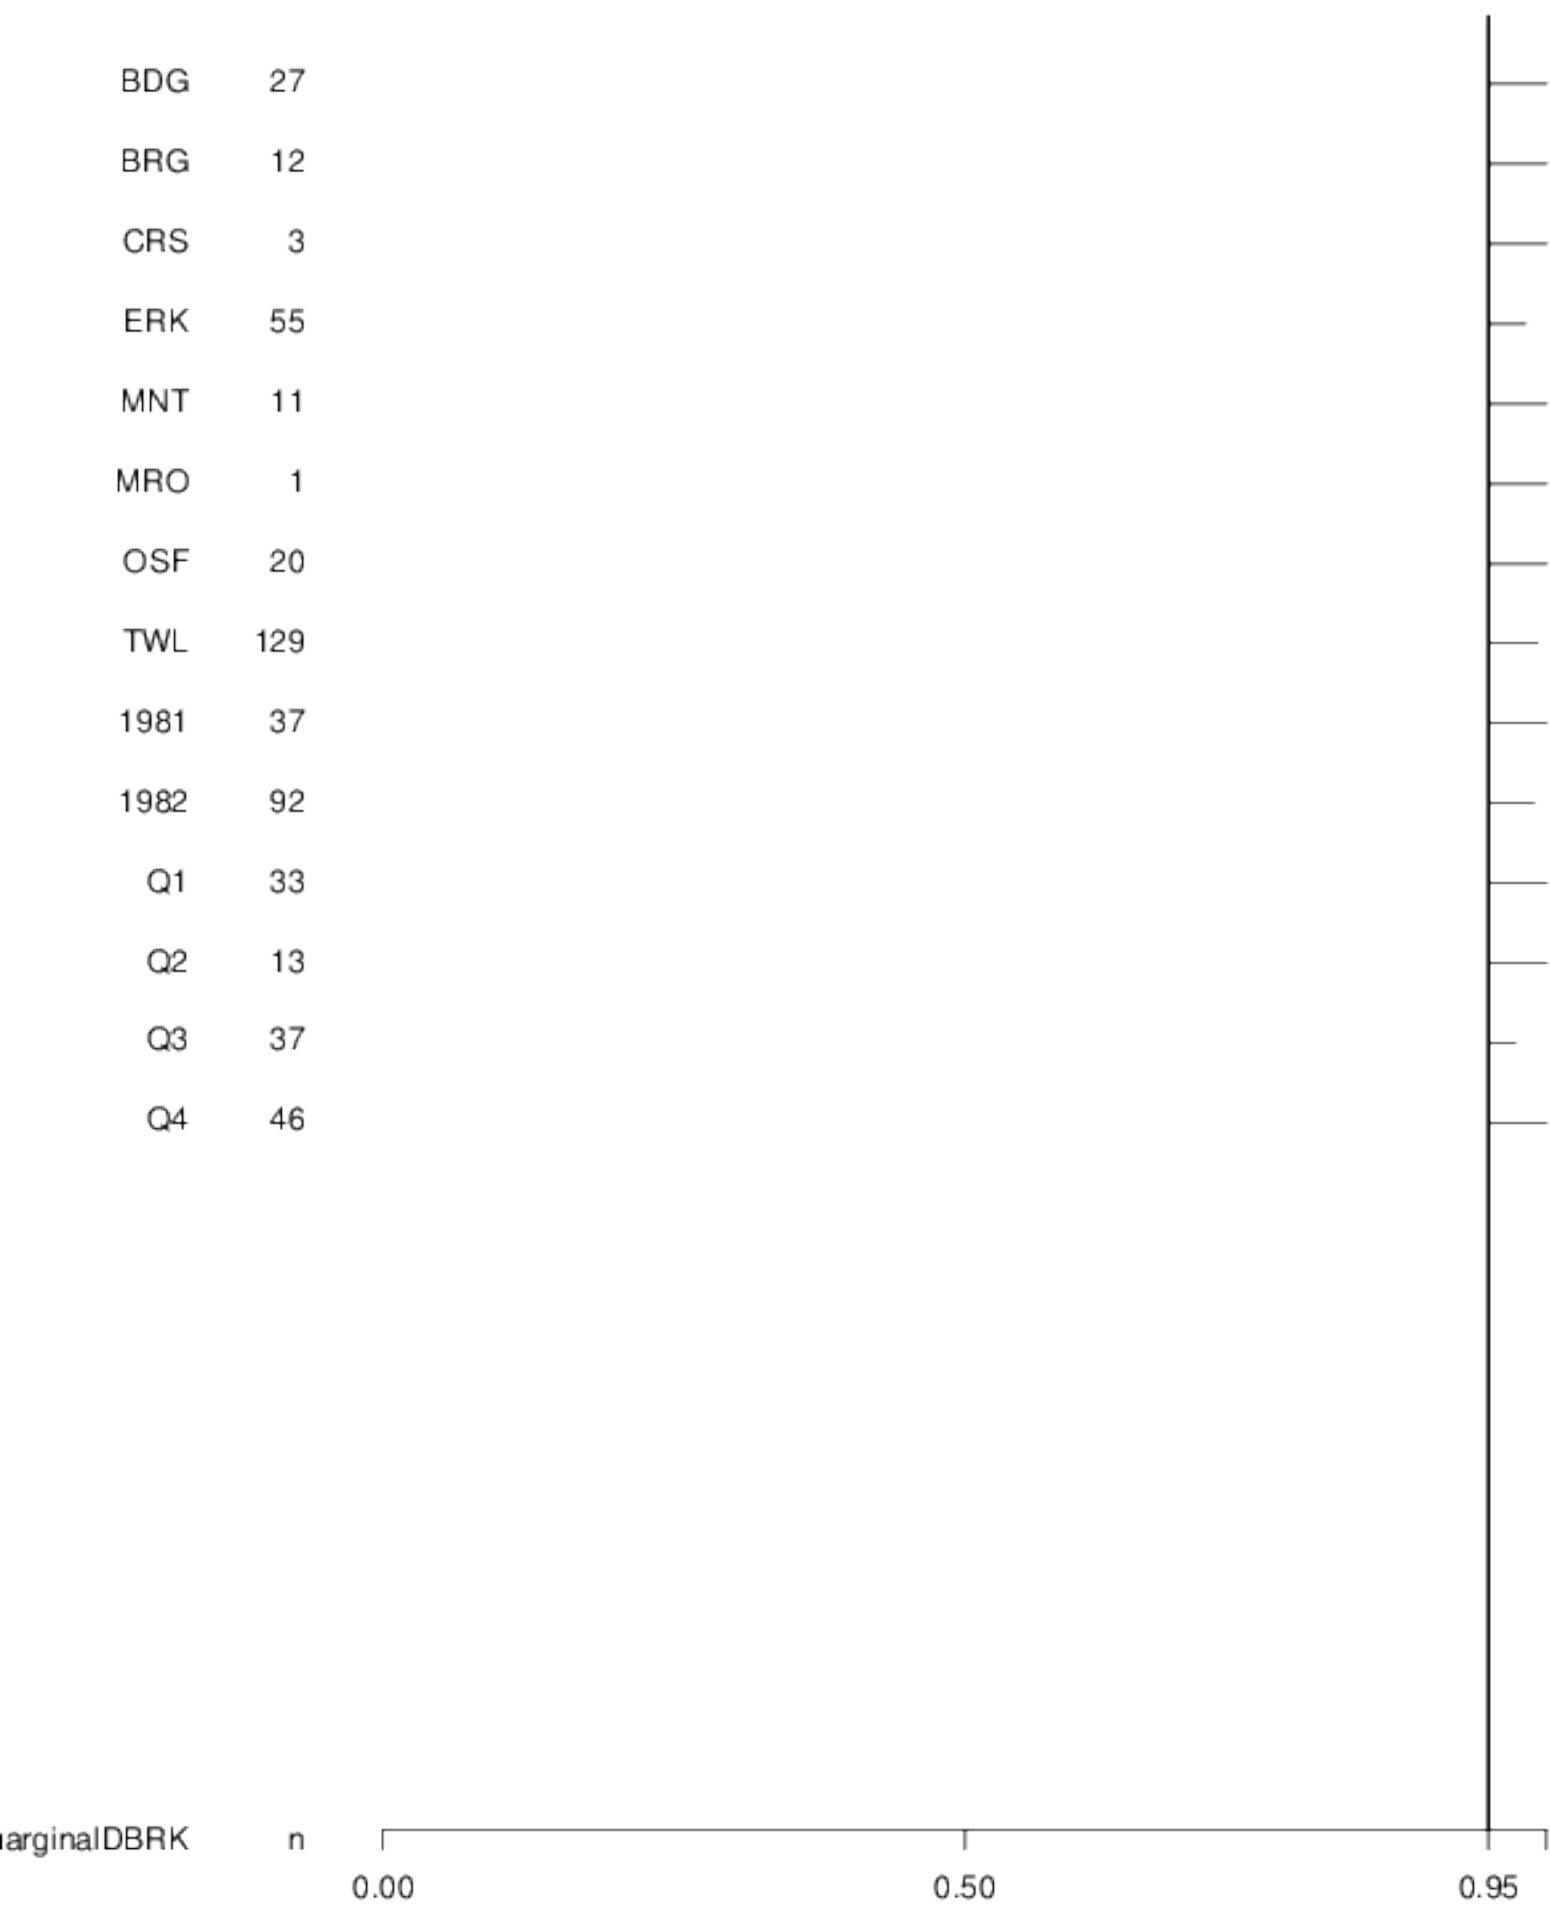 BDG 27
BRG 12
CRS 3
ERK 55
MNT 11
MRO 1
OSF 20
TWL 129
1981 37
1982 92
Q1 33
Q2 13
Q3 37
Q4 46
arginalDBRK n
0.00 0.50 0.95